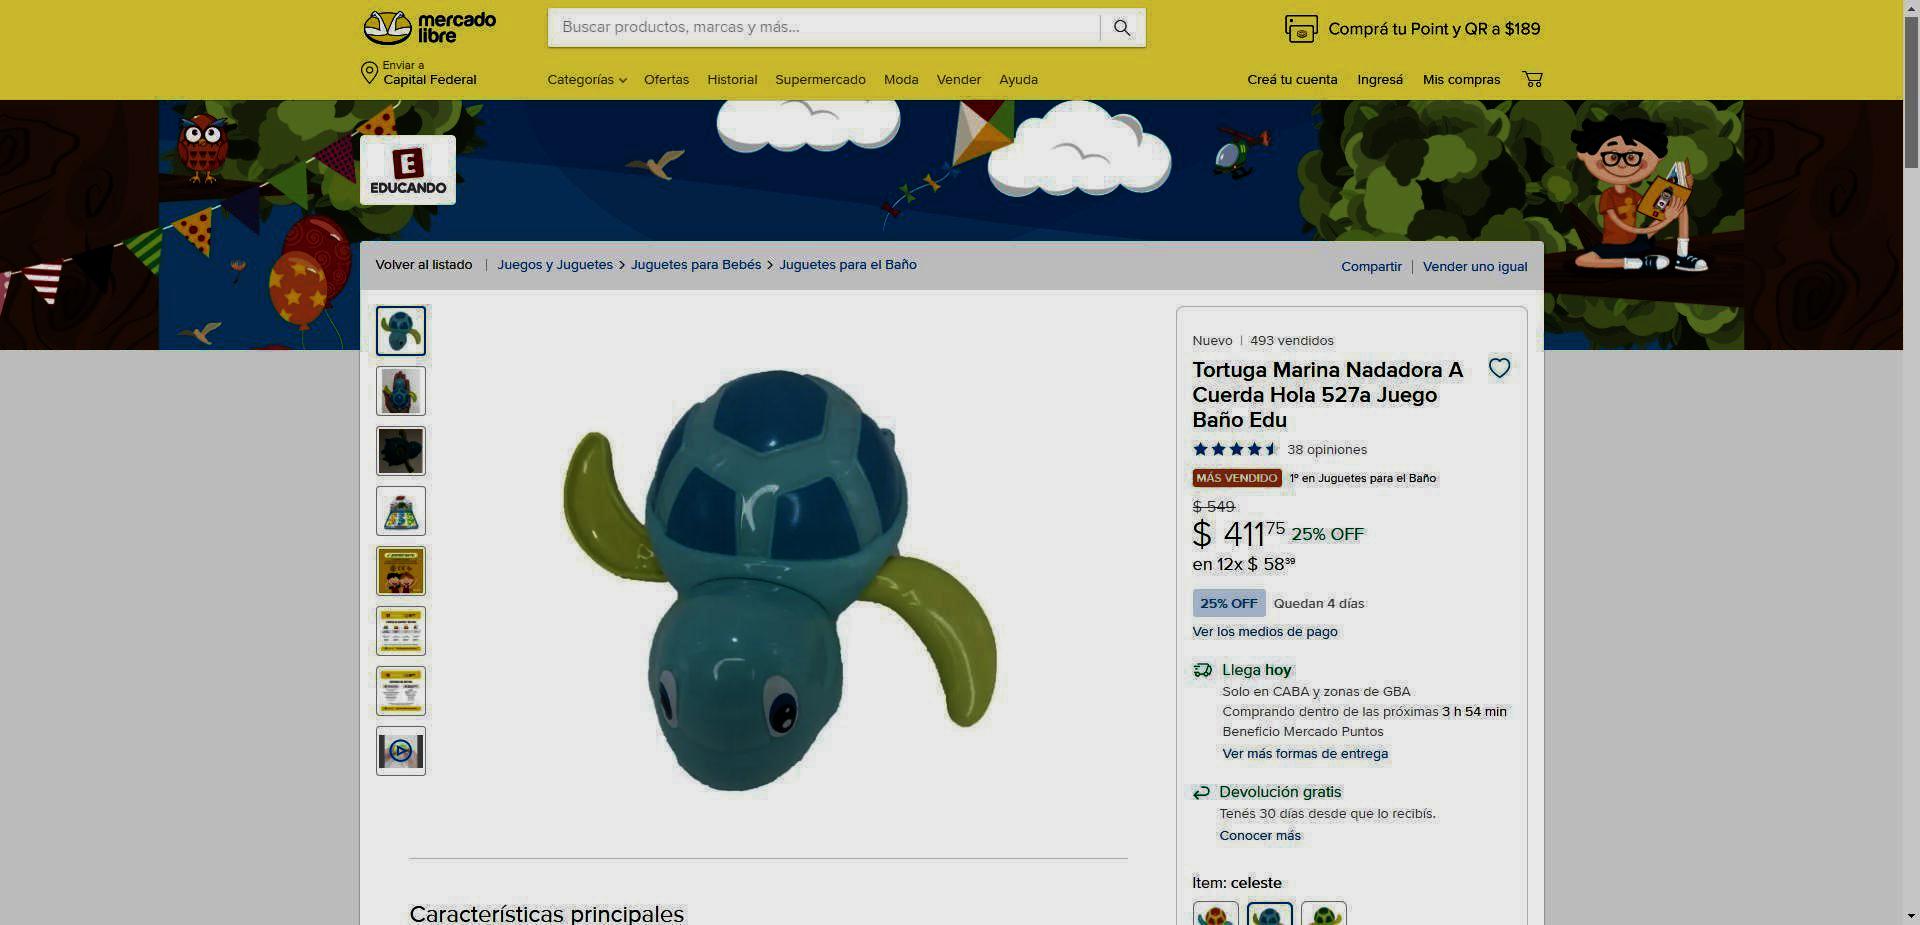 mercado
libre
Buscar productos, marcas y más...
Comprá tu Point y QR a $189
Enviar a
Capital Federal
Categorías
Ofertas
Historial
Supermercado
Moda
Vender
Ayuda
Creá tu cuenta
Ingresá
Mis compras
E
EDUCANDO
Volver al listado | Juegos y Juguetes > Juguetes para Bebés > Juguetes para el Baño
Compartir | Vender uno igual
Nuevo | 493 vendidos
Tortuga Marina Nadadora A
Cuerda Hola 527a Juego
Baño Edu
38 opiniones
MÁS VENDIDO 1º en Juguetes para el Baño
$ 549
$ 411 75 25% OFF
en 12x $ 58 39
25% OFF Quedan 4 días
Ver los medios de pago
Llega hoy
Solo en CABA y zonas de GBA
Comprando dentro de las próximas 3 h 54 min
Beneficio Mercado Puntos
Ver más formas de entrega
Devolución gratis
Tenés 30 días desde que lo recibís.
Conocer más
Item: celeste
Características principales